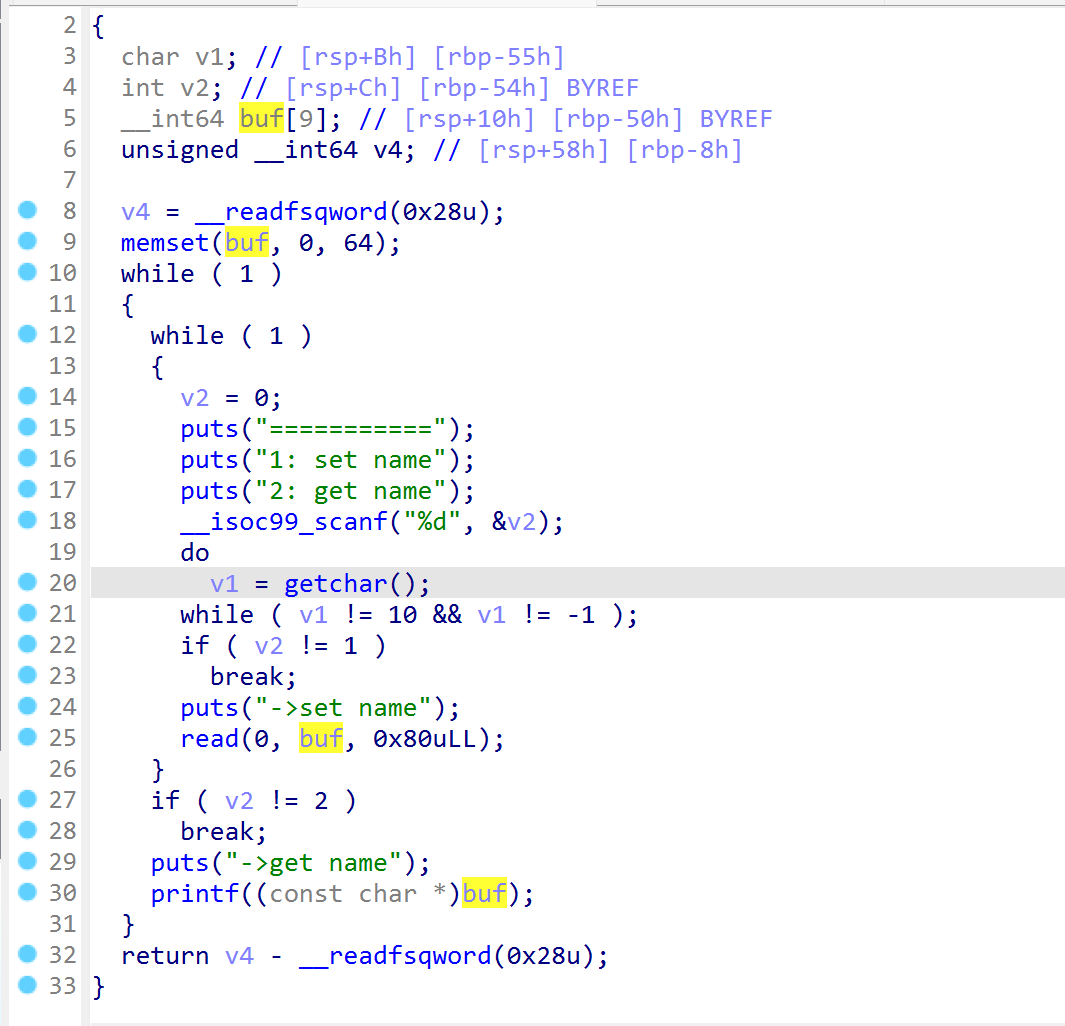 2 {
3   char v1; // [rsp+Bh] [rbp-55h]
4   int v2; // [rsp+Ch] [rbp-54h] BYREF
5   __int64 buf[9]; // [rsp+10h] [rbp-50h] BYREF
6   unsigned __int64 v4; // [rsp+58h] [rbp-8h]
7
8   v4 = __readfsqword(0x28u);
9   memset(buf, 0, 64);
10   while ( 1 )
11   {
12     while ( 1 )
13     {
14       v2 = 0;
15       puts("===========");
16       puts("1: set name");
17       puts("2: get name");
18       __isoc99_scanf("%d", &v2);
19       do
20         v1 = getchar();
21       while ( v1 != 10 && v1 != -1 );
22       if ( v2 != 1 )
23         break;
24       puts("->set name");
25       read(0, buf, 0x80uLL);
26     }
27     if ( v2 != 2 )
28       break;
29     puts("->get name");
30     printf((const char *)buf);
31   }
32   return v4 - __readfsqword(0x28u);
33 }